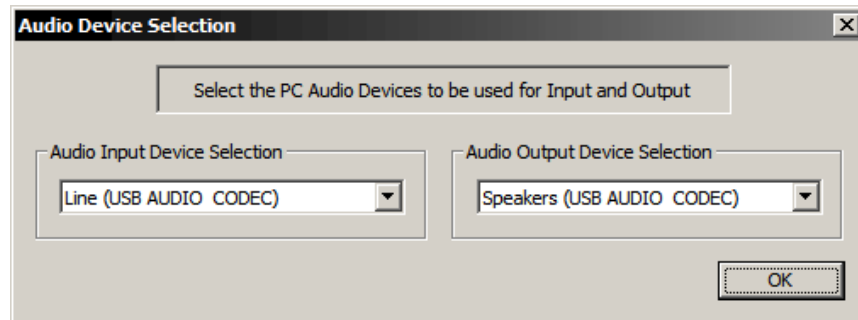 Audio Device Selection
Select the PC Audio Devices to be used for Input and Output
Audio Input Device Selection
Audio Output Device Selection
Line (USB AUDIO  CODEC)
Speakers (USB AUDIO  CODEC)
OK